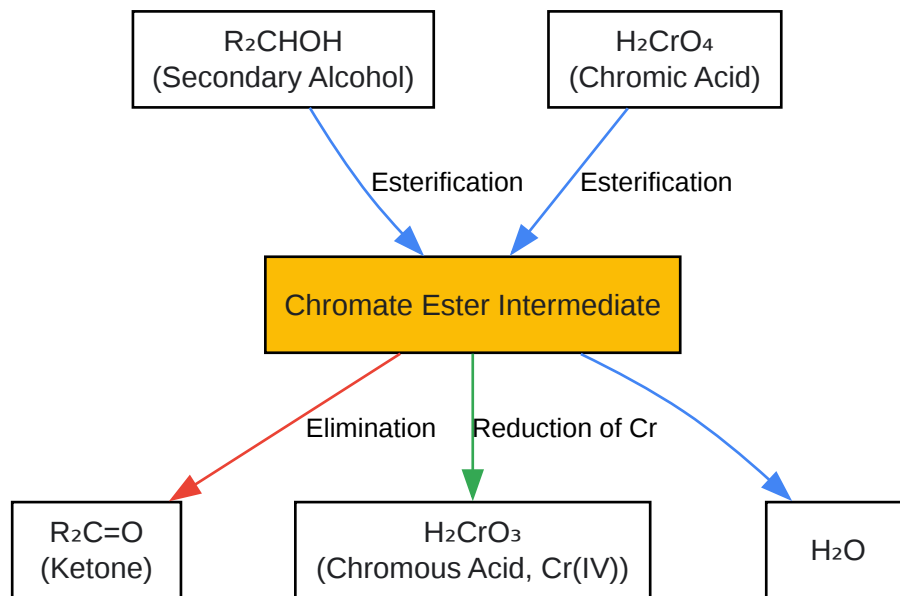 R₂CHOH
(Secondary Alcohol)
H₂CrO₄
(Chromic Acid)
Esterification
Esterification
Chromate Ester Intermediate
Elimination
Reduction of Cr
R₂C=O
(Ketone)
H₂CrO₃
(Chromous Acid, Cr(IV))
H₂O